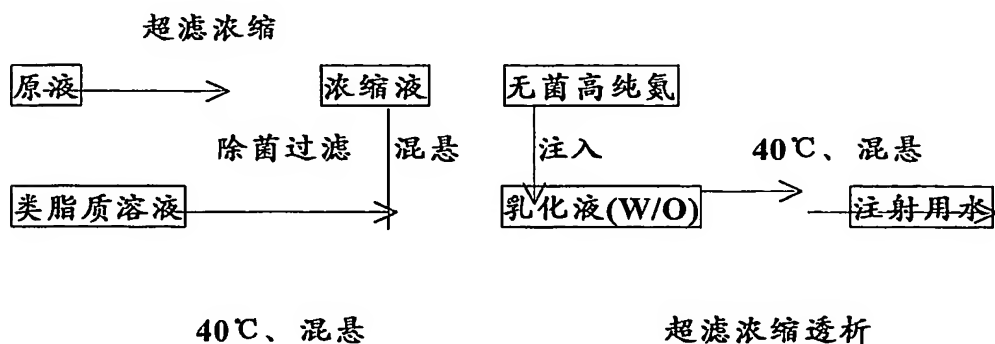 超滤浓缩
原液 浓缩液 无菌高纯氮
除菌过滤 混悬 注入 40℃、混悬
类脂质溶液 乳化液(W/O) 注射用水
40℃、混悬 超滤浓缩透析